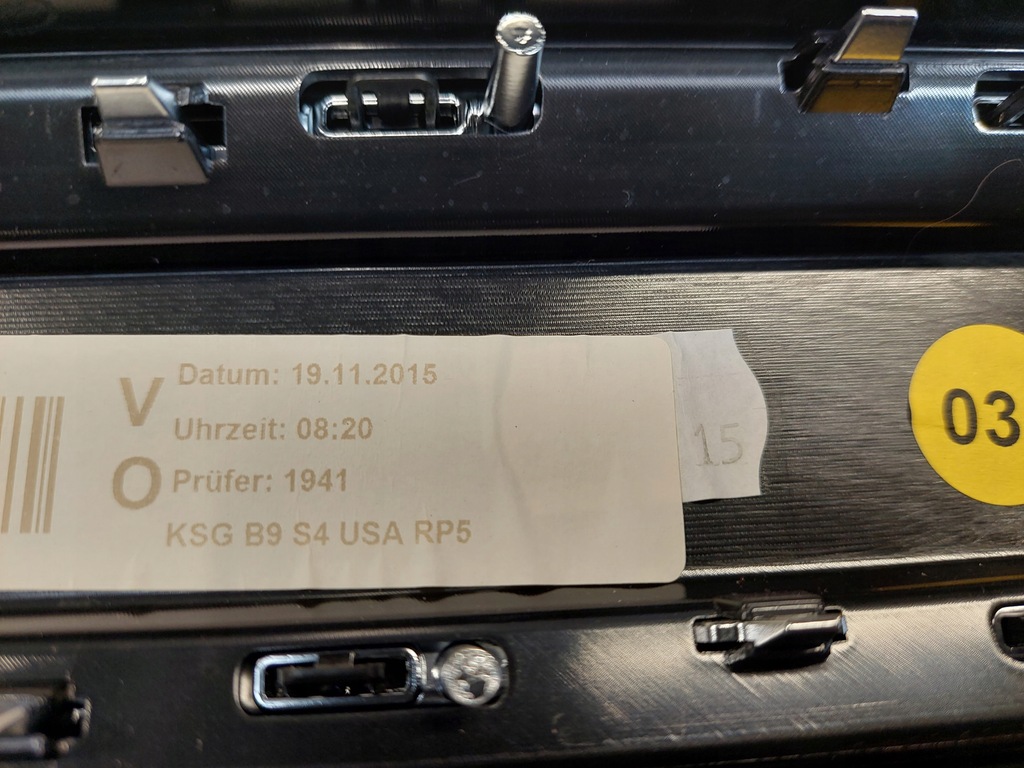 V
Datum: 19.11.2015
Uhrzeit: 08:20
O
Prüfer: 1941
KSG B9 S4 USA RP5
15
03